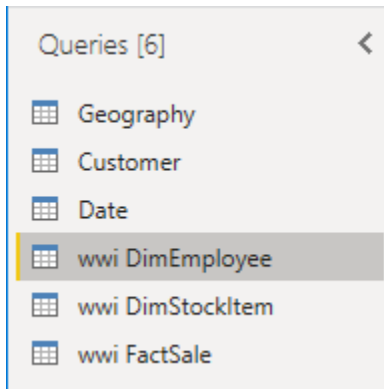 Queries [6]
Geography
Customer
Date
wwi DimEmployee
wwi DimStockItem
wwi FactSale